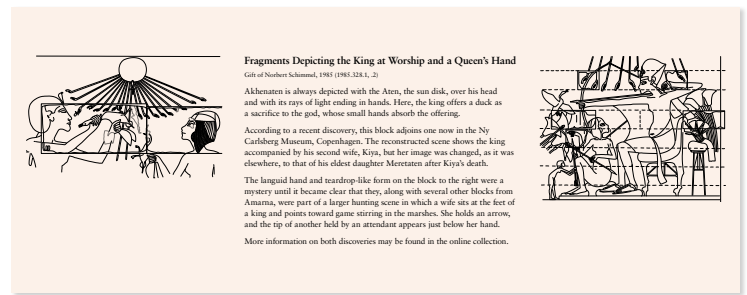 Fragments Depicting the King at Worship and a Queen's Hand
Gift of Norbert Schimmel, 1985 (1985.328.1, .2)
Akhenaten is always depicted with the Aten, the sun disk, over his head
and with its rays of light ending in hands. Here, the king offers a duck as
a sacrifice to the god, whose small hands absorb the offering.
According to a recent discovery, this block adjoins one now in the Ny
Carlsberg Museum, Copenhagen. The reconstructed scene shows the king
accompanied by his second wife, Kiya, but her image was changed, as it was
elsewhere, to that of his eldest daughter Meretaten after Kiya's death.
The languid hand and teardrop-like form on the block to the right were a
mystery until it became clear that they, along with several other blocks from
Amarna, were part of a larger hunting scene in which a wife sits at the feet of
a king and points toward game stirring in the marshes. She holds an arrow,
and the tip of another held by an attendant appears just below her hand.
More information on both discoveries may be found in the online collection.